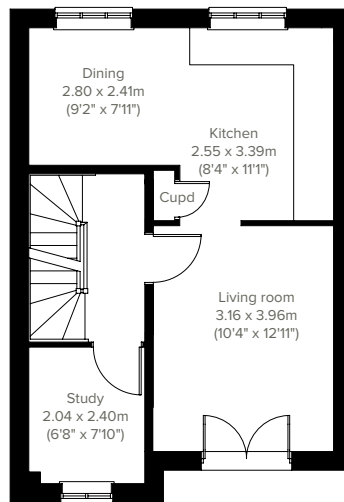 Dining
2.80 x 2.41m
(9'2" x 7'11")
Kitchen
2.55 x 3.39m
(8'4" x 11'1")
Cupd
Living room
3.16 x 3.96m
(10'4" x 12'11")
Study
2.04 x 2.40m
(6'8" x 7'10")